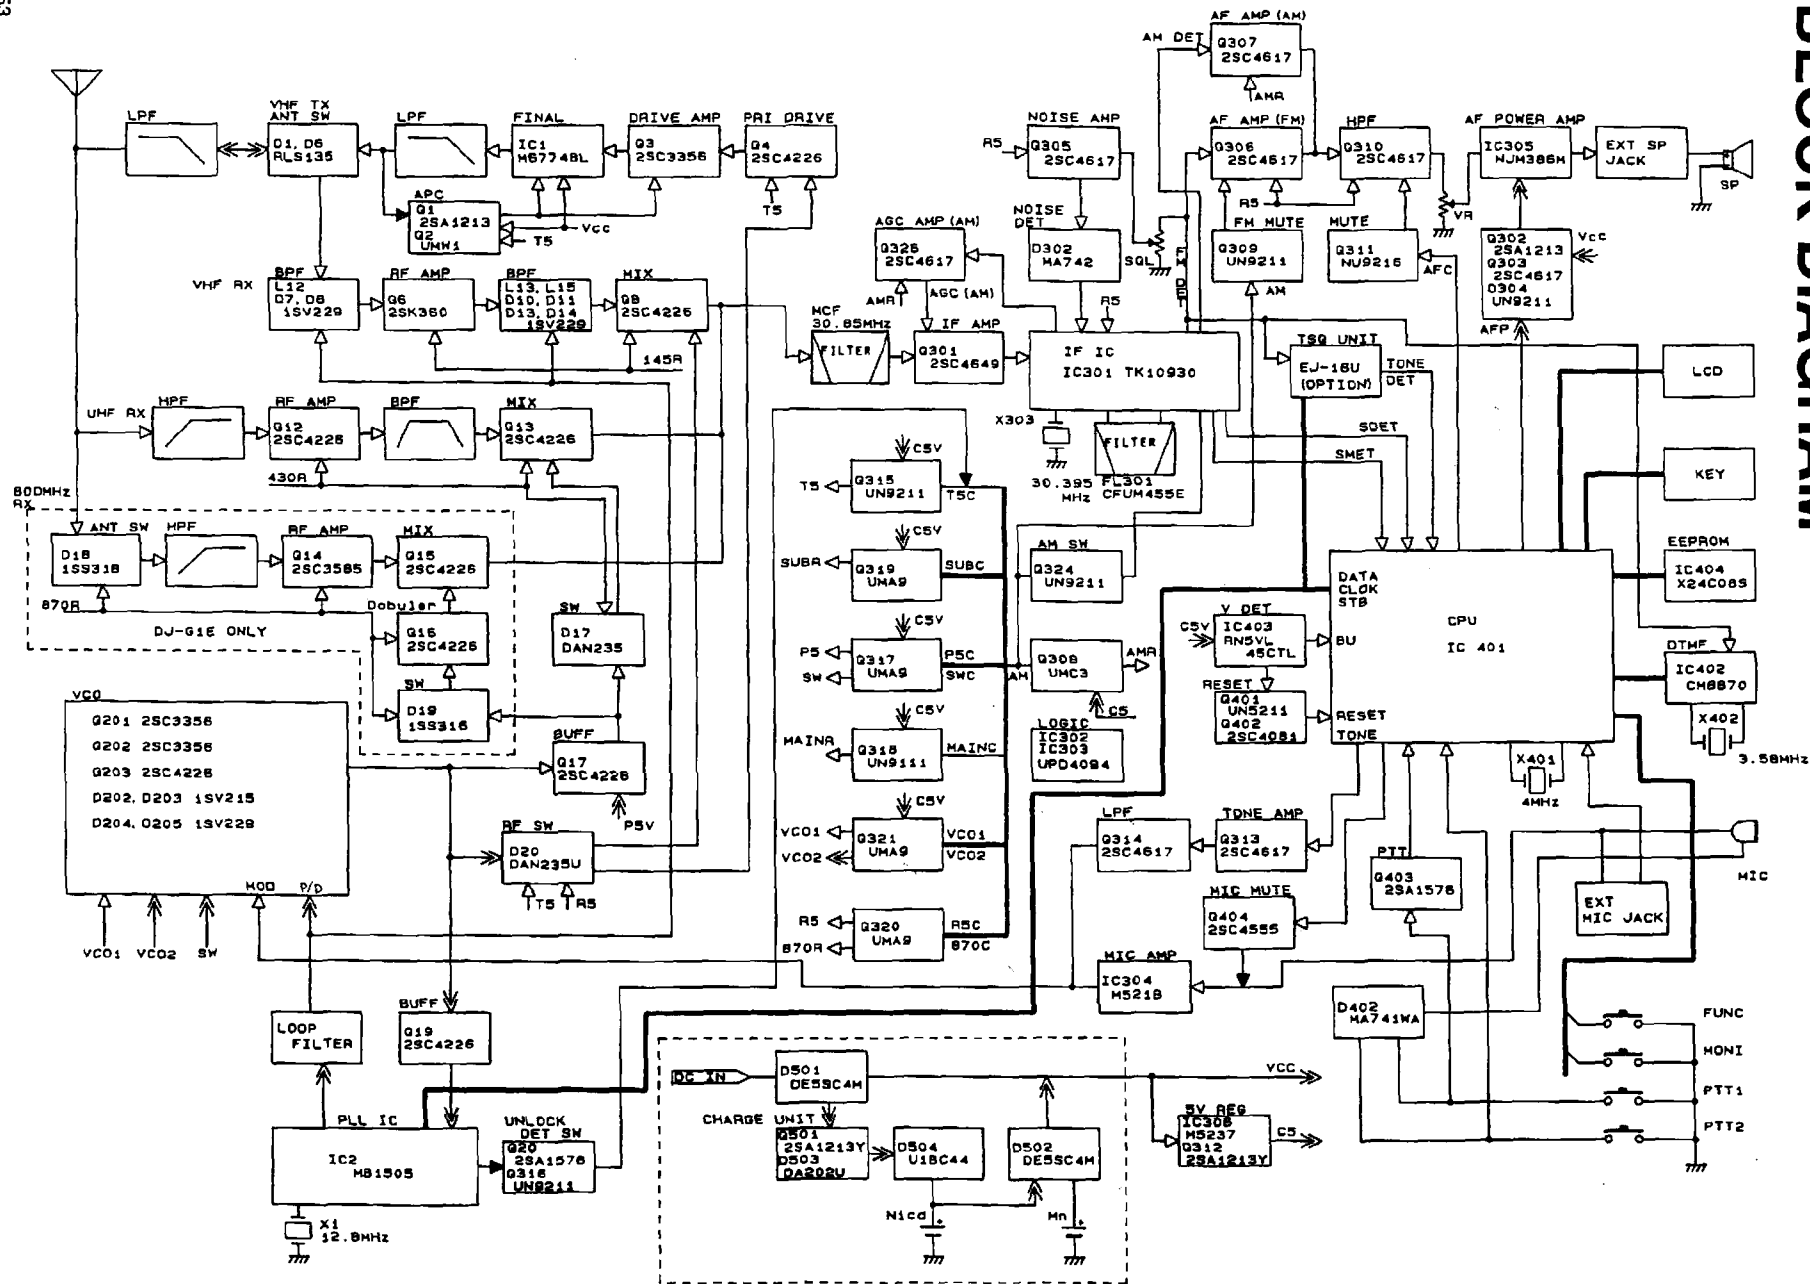 53
BLOCK DIAGRAM
LPF
VHF TX
ANT SW
D1, D6
RLS135
LPF
FINAL
IC1
M67748L
DRIVE AMP
Q3
2SC3356
PRI DRIVE
Q4
2SC4226
T5
APC
Q1
2SA1213
Q2
UMW1
Vcc
T5
VHF RX
BPF
L12
D7, D8
1SV229
RF AMP
Q6
2SK360
BPF
L13, L15
D10, D11
D13, D14
1SV229
MIX
Q8
2SC4226
145R
UHF RX
HPF
RF AMP
Q12
2SC4226
BPF
MIX
Q13
2SC4226
430R
800MHz
RX
ANT SW
D18
1SS318
HPF
RF AMP
Q14
2SC3585
MIX
Q15
2SC4226
870R
DJ-G1E ONLY
Dobuler
Q16
2SC4226
SW
D19
1SS316
SW
D17
DAN235
VCO
Q201 2SC3356
Q202 2SC3356
Q203 2SC4226
D202, D203 1SV215
D204, D205 1SV229
MOD
P/D
VCO1
VCO2
SW
BUFF
Q17
2SC4226
P5V
RF SW
D20
DAN235U
T5
R5
BUFF
Q19
2SC4226
LOOP
FILTER
PLL IC
IC2
MB1505
X1
12.8MHz
UNLOCK
DET SW
Q20
2SA1576
Q316
UN9211
AF AMP (AM)
AM DET
Q307
2SC4617
AMR
NOISE AMP
R5
Q305
2SC4617
AF AMP (FM)
Q306
2SC4617
HPF
Q310
2SC4617
R5
VR
AF POWER AMP
IC305
NJM386M
EXT SP
JACK
SP
NOISE
DET
D302
MA742
SQL
FM DET
FM MUTE
Q309
UN9211
AM
MUTE
Q311
NU9216
AFC
Q302
2SA1213
Q303
2SC4617
D304
UN9211
Vcc
AFP
AGC AMP (AM)
Q326
2SC4617
AMR
AGC (AM)
R5
MCF
30.85MHz
FILTER
IF AMP
Q301
2SC4649
IF IC
IC301 TK10930
TSQ UNIT
EJ-18U
(OPTION)
TONE
DET
X303
30.395
MHz
FILTER
FL301
CFUM455E
SDET
SMET
C5V
T5
Q315
UN9211
T5C
C5V
SUBR
Q319
UMA9
SUBC
C5V
P5
SW
Q317
UMA9
P5C
SWC
AM
C5V
MAINR
Q318
UN9111
MAINC
C5V
VCO1
VCO2
Q321
UMA9
VCO1
VCO2
R5
870R
Q320
UMA9
R5C
870C
AM SW
Q324
UN9211
Q308
UMC3
AMR
C5
LOGIC
IC302
IC303
UPD4094
V DET
C5V
IC403
RN5VL
45CTL
RESET
Q401
UN5211
Q402
2SC4081
DATA
CLOK
STB
BU
RESET
TONE
CPU
IC 401
LCD
KEY
EEPROM
IC404
X24C08S
DTMF
IC402
CM8870
X402
3.58MHz
X401
4MHz
LPF
Q314
2SC4617
TONE AMP
Q313
2SC4617
MIC MUTE
Q404
2SC4555
MIC AMP
IC304
M5218
PTT
Q403
2SA1576
EXT
MIC JACK
MIC
D402
MA741WA
FUNC
MONI
PTT1
PTT2
DC IN
D501
DE5SC4M
CHARGE UNIT
Q501
2SA1213Y
D503
DA202U
D504
U1BC44
D502
DE5SC4M
Nicd
Mn
VCC
5V REG
IC306
M5237
Q312
2SA1213Y
C5